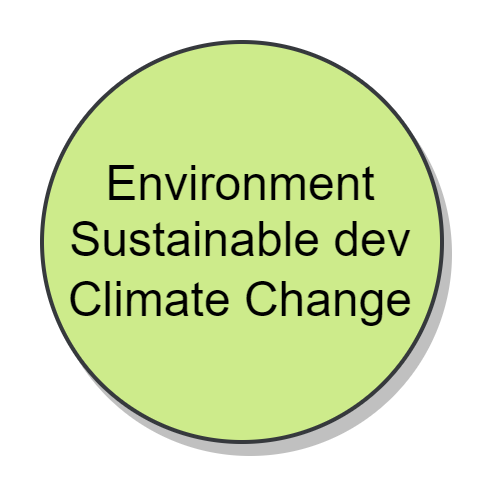 Environment
Sustainable dev
Climate Change